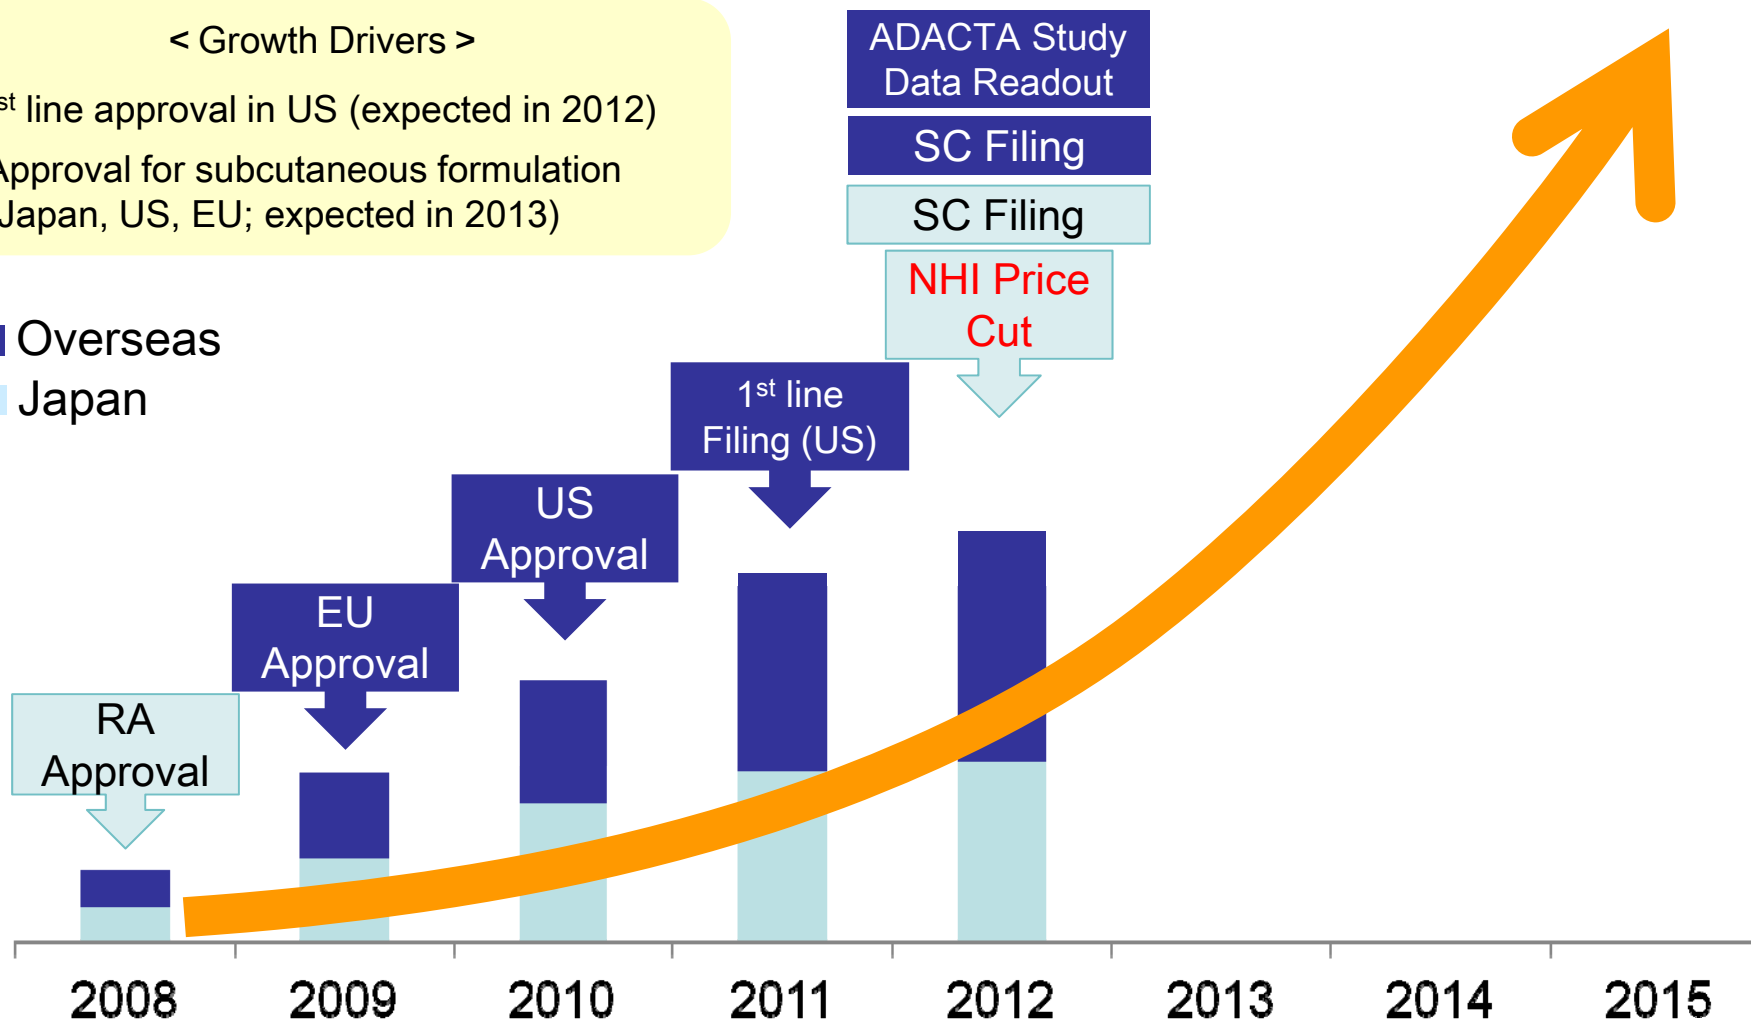 < Growth Drivers >
st line approval in US (expected in 2012)
Approval for subcutaneous formulation
Japan, US, EU; expected in 2013)
Overseas
Japan
ADACTA Study
Data Readout
SC Filing
SC Filing
NHI Price
Cut
1st line
Filing (US)
US
Approval
EU
Approval
RA
Approval
2008 2009 2010 2011 2012 2013 2014 2015